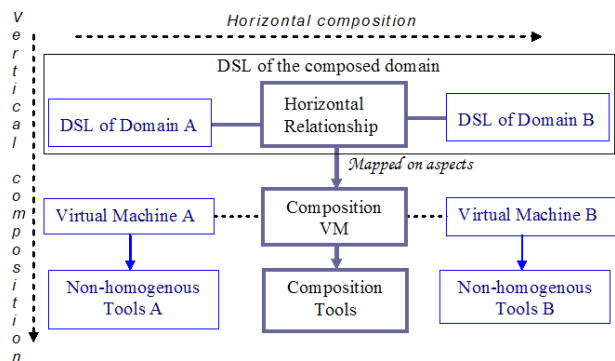 Horizontal composition
Vertical composition
DSL of the composed domain
DSL of Domain A
Horizontal
Relationship
DSL of Domain B
Mapped on aspects
Virtual Machine A
Composition
VM
Virtual Machine B
Non-homogenous
Tools A
Composition
Tools
Non-homogenous
Tools B